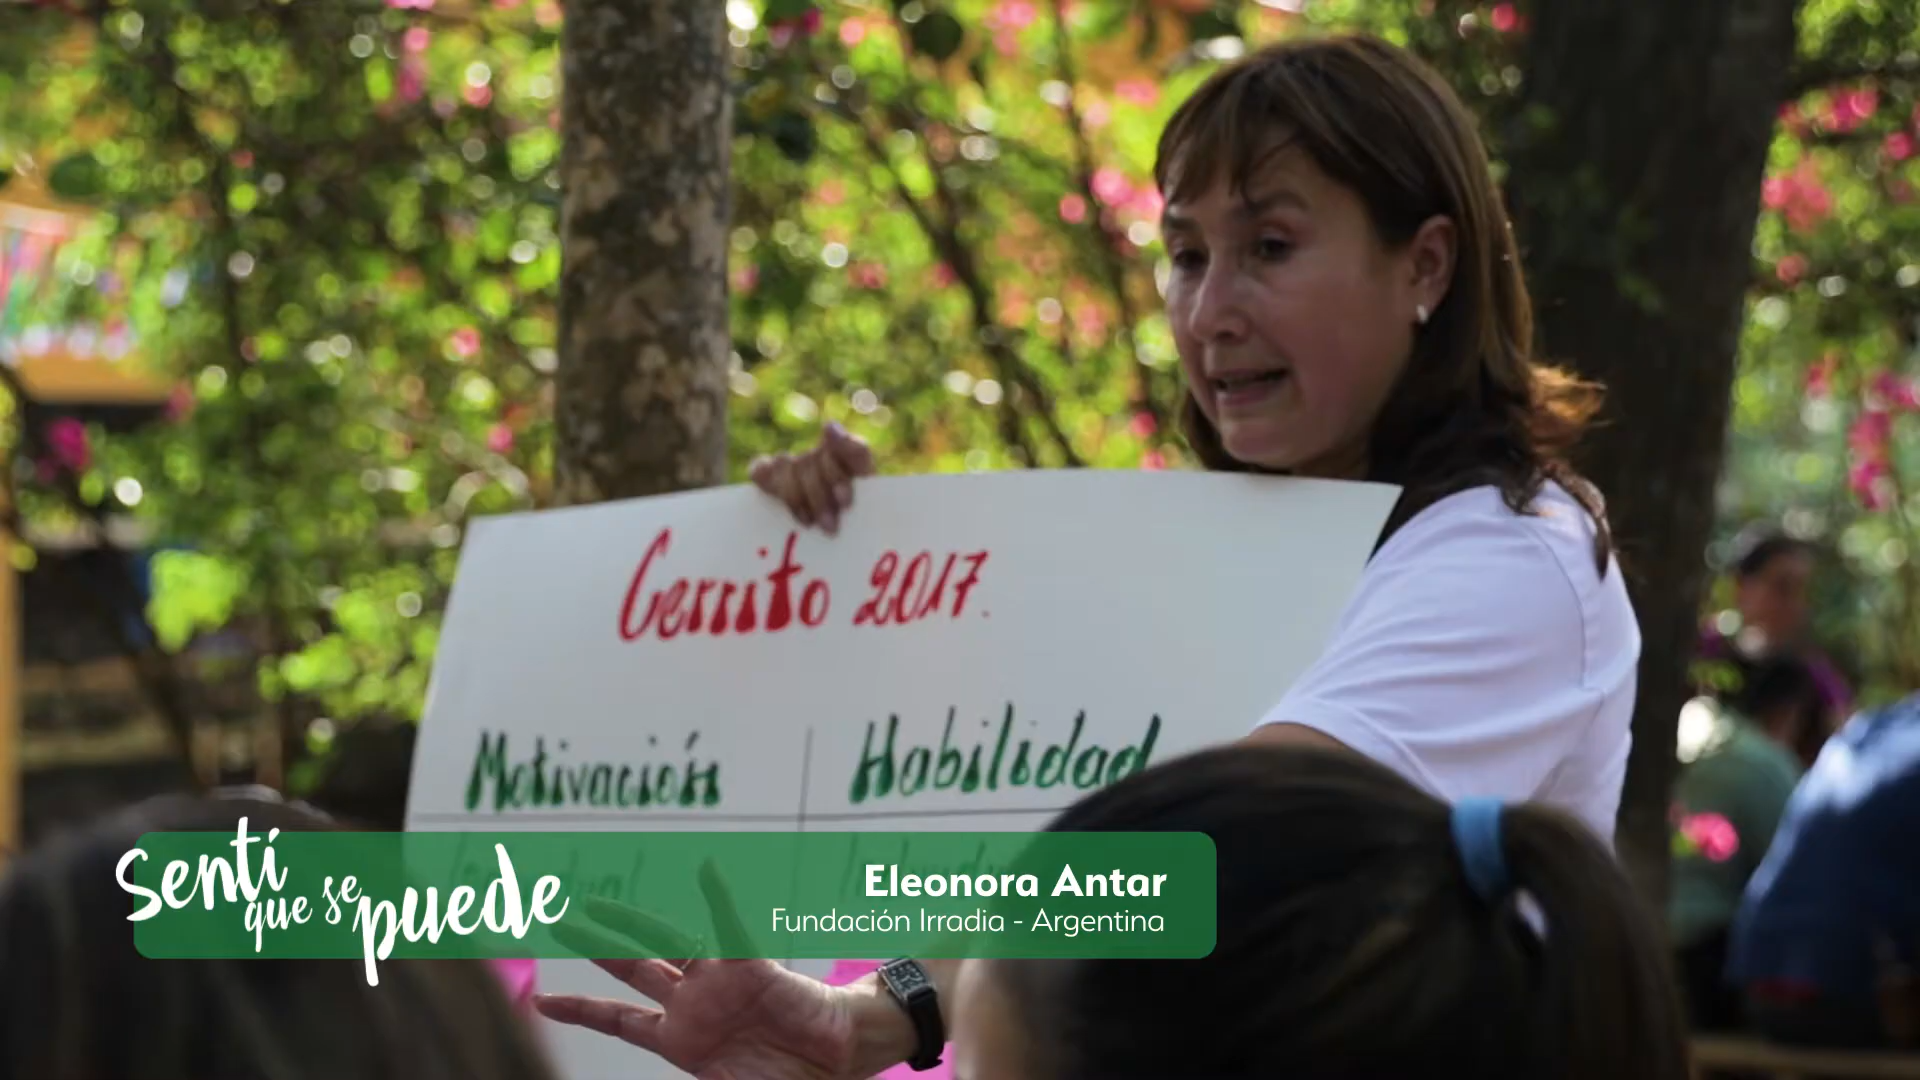 Cerrito 2017.
Motivación Habilidad
Sentí
que se
puede
Eleonora Antar
Fundación Irradia - Argentina